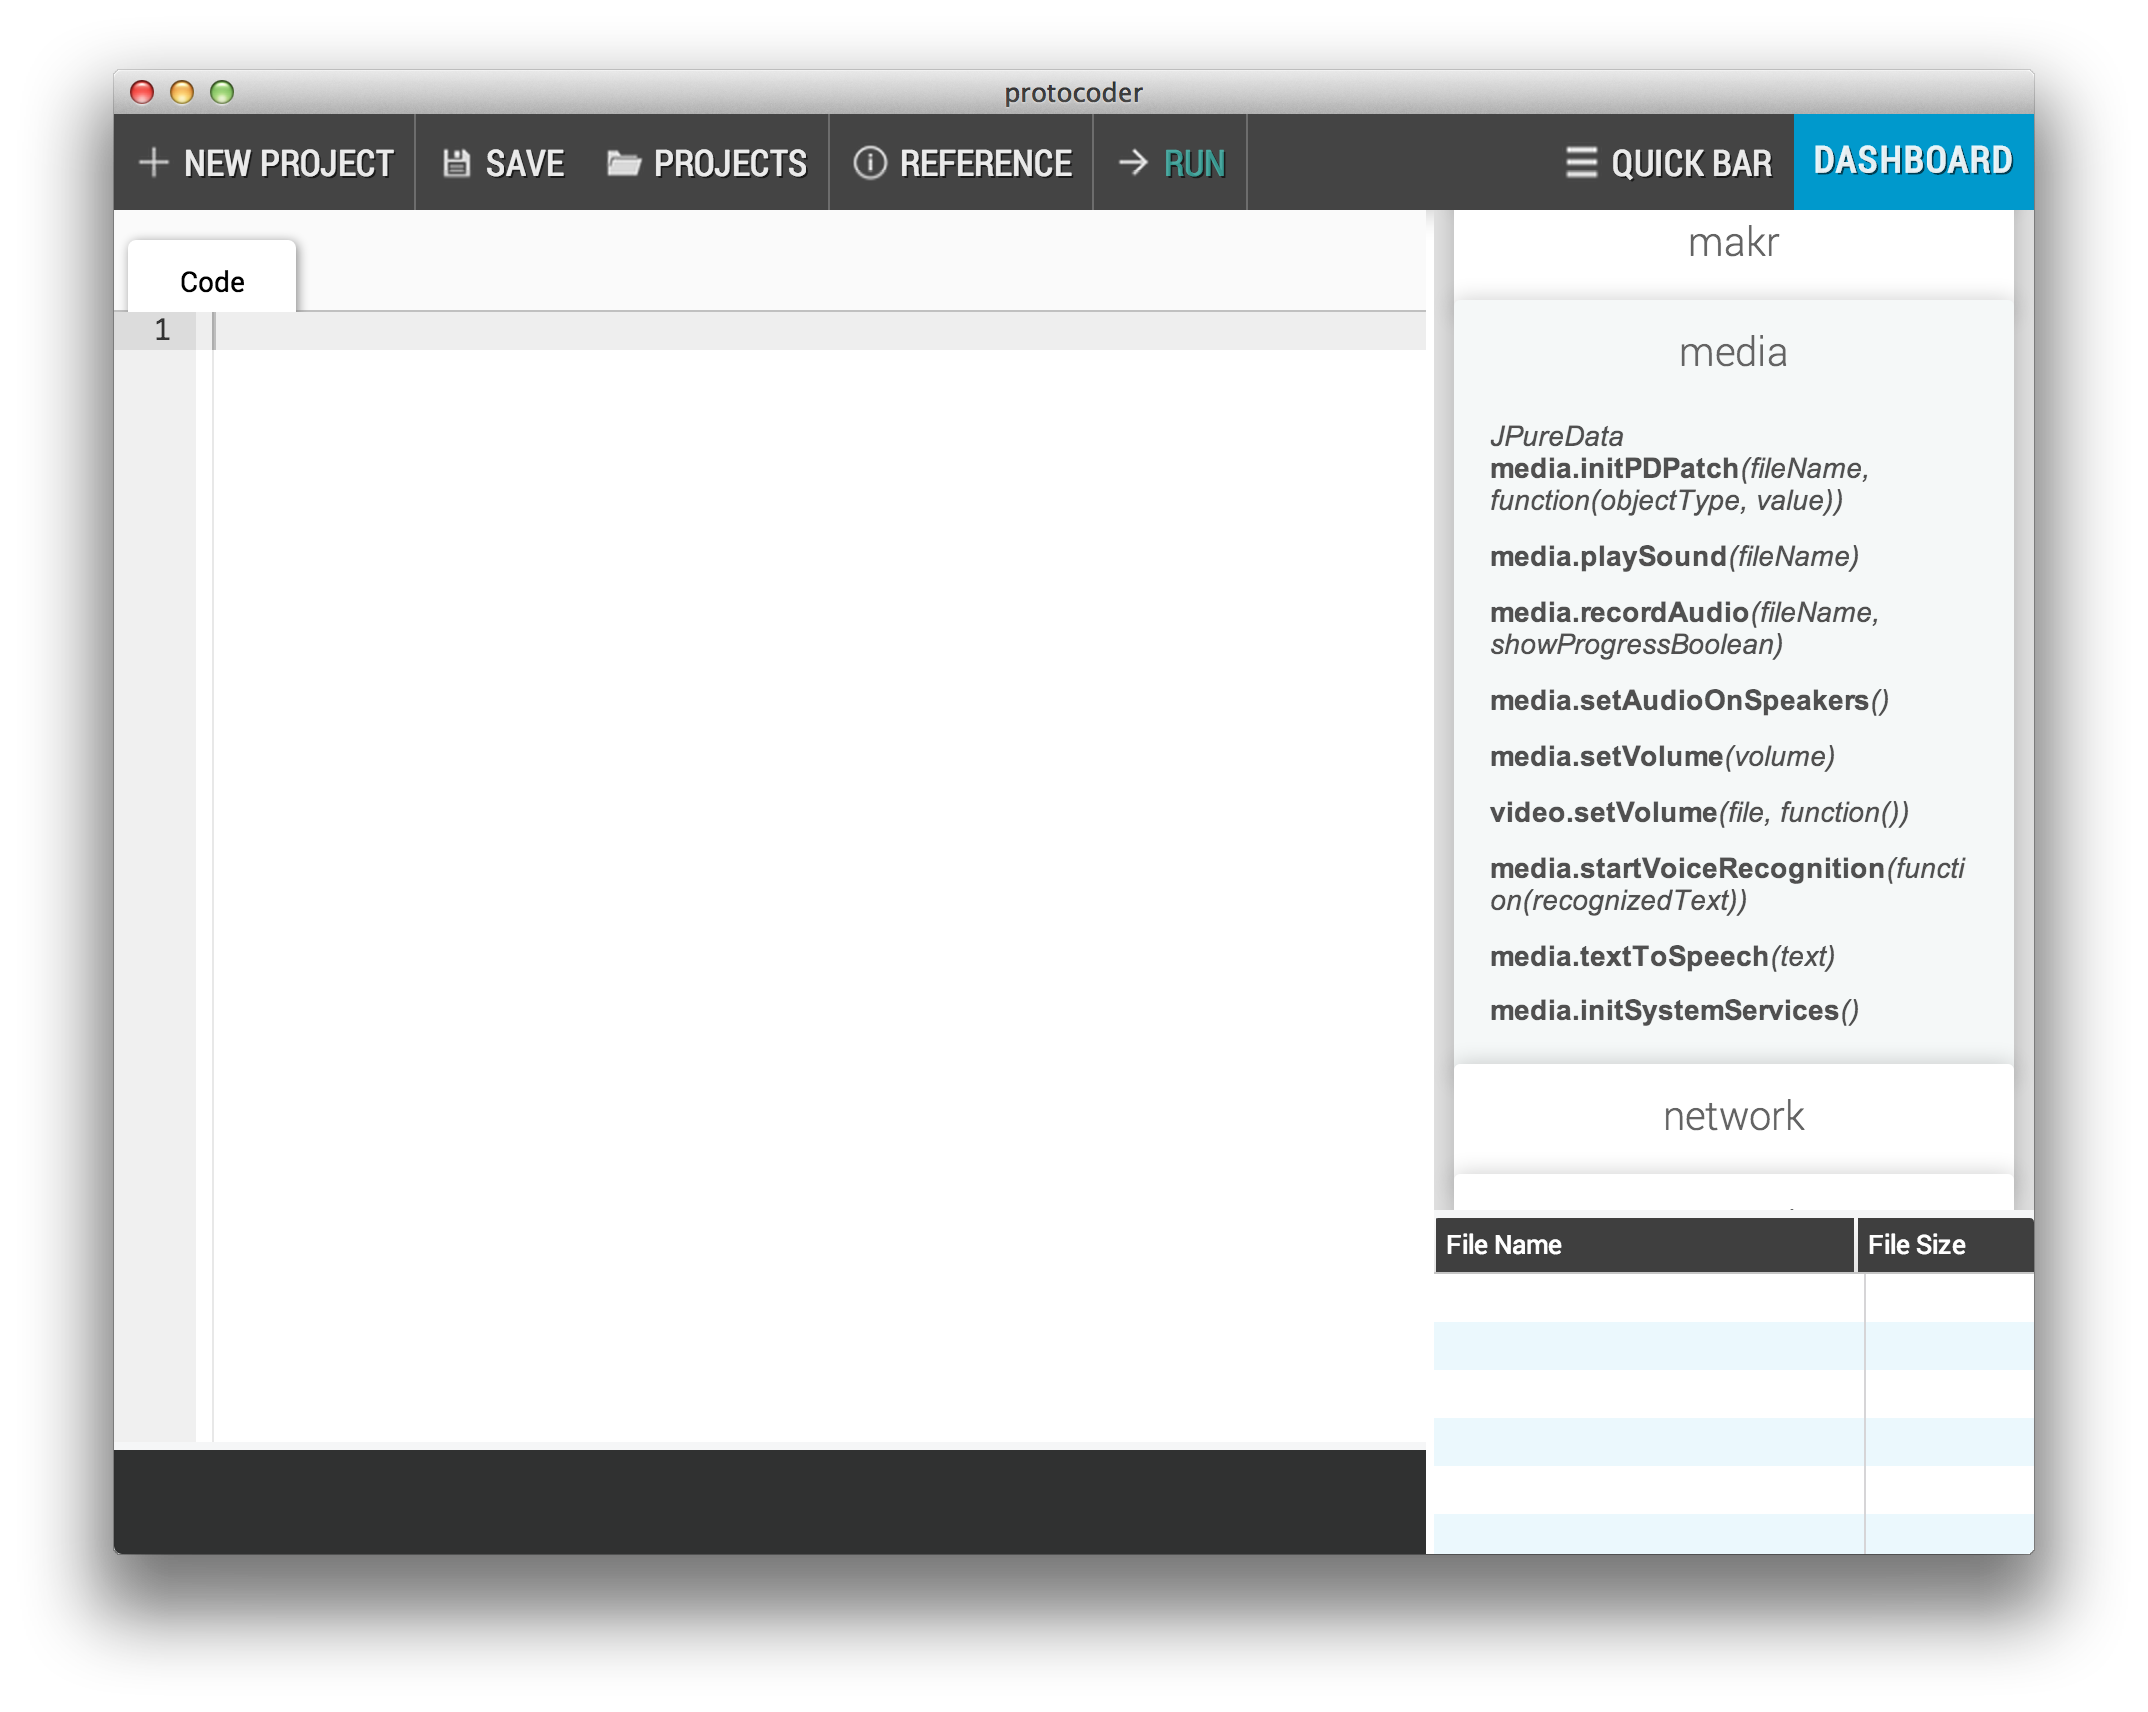 protocoder
NEW PROJECT SAVE PROJECTS REFERENCE RUN QUICK BAR DASHBOARD
Code
1
makr
media
JPureData
media.initPDPatch(fileName,
function(objectType, value))
media.playSound(fileName)
media.recordAudio(fileName,
showProgressBoolean)
media.setAudioOnSpeakers()
media.setVolume(volume)
video.setVolume(file, function())
media.startVoiceRecognition(functi
on(recognizedText))
media.textToSpeech(text)
media.initSystemServices()
network
File Name File Size